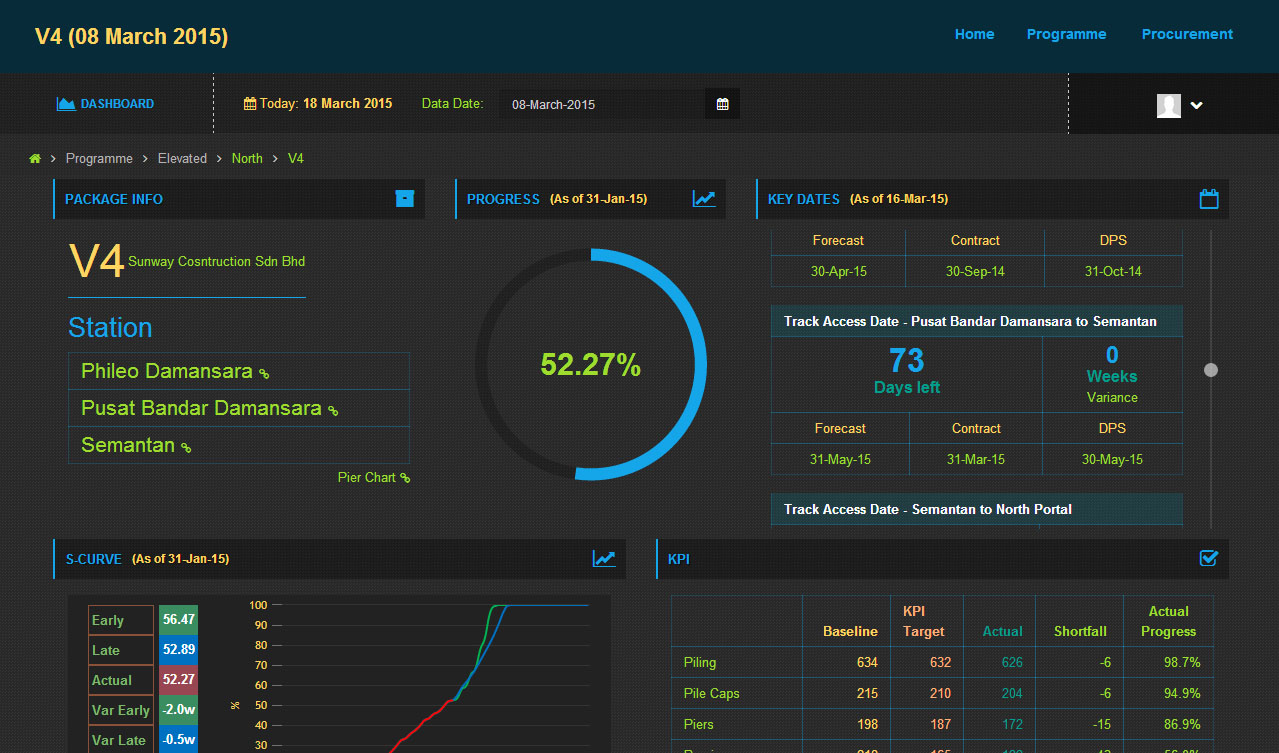 V4 (08 March 2015)
Home Programme Procurement
DASHBOARD
Today: 18 March 2015 Data Date: 08-March-2015
Programme Elevated North V4
PACKAGE INFO
V4 Sunway Cosntruction Sdn Bhd
Station
Phileo Damansara
Pusat Bandar Damansara
Semantan
Pier Chart
PROGRESS (As of 31-Jan-15)
52.27%
KEY DATES (As of 16-Mar-15)
Forecast Contract DPS
30-Apr-15 30-Sep-14 31-Oct-14
Track Access Date - Pusat Bandar Damansara to Semantan
73
Days left
0
Weeks
Variance
Forecast Contract DPS
31-May-15 31-Mar-15 30-May-15
Track Access Date - Semantan to North Portal
S-CURVE (As of 31-Jan-15)
Early 56.47
Late 52.89
Actual 52.27
Var Early -2.0w
Var Late -0.5w
100
90
80
70
60
50
40
30
%
KPI
Baseline KPI Target Actual Shortfall Actual Progress
Piling 634 632 626 -6 98.7%
Pile Caps 215 210 204 -6 94.9%
Piers 198 187 172 -15 86.9%